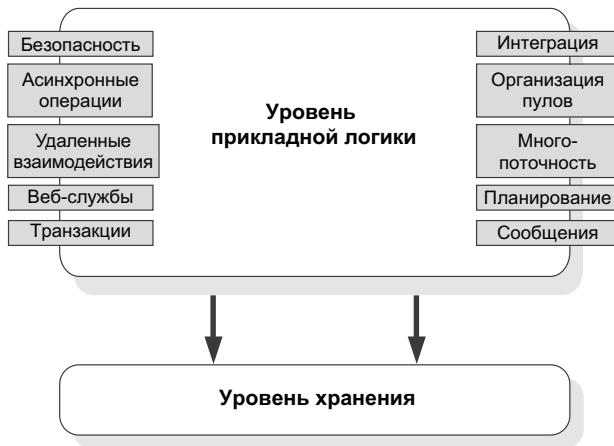 Безопасность
Асинхронные
операции
Удаленные
взаимодействия
Веб-службы
Транзакции
Уровень
прикладной логики
Интеграция
Организация
пулов
Много-
поточность
Планирование
Сообщения
Уровень хранения